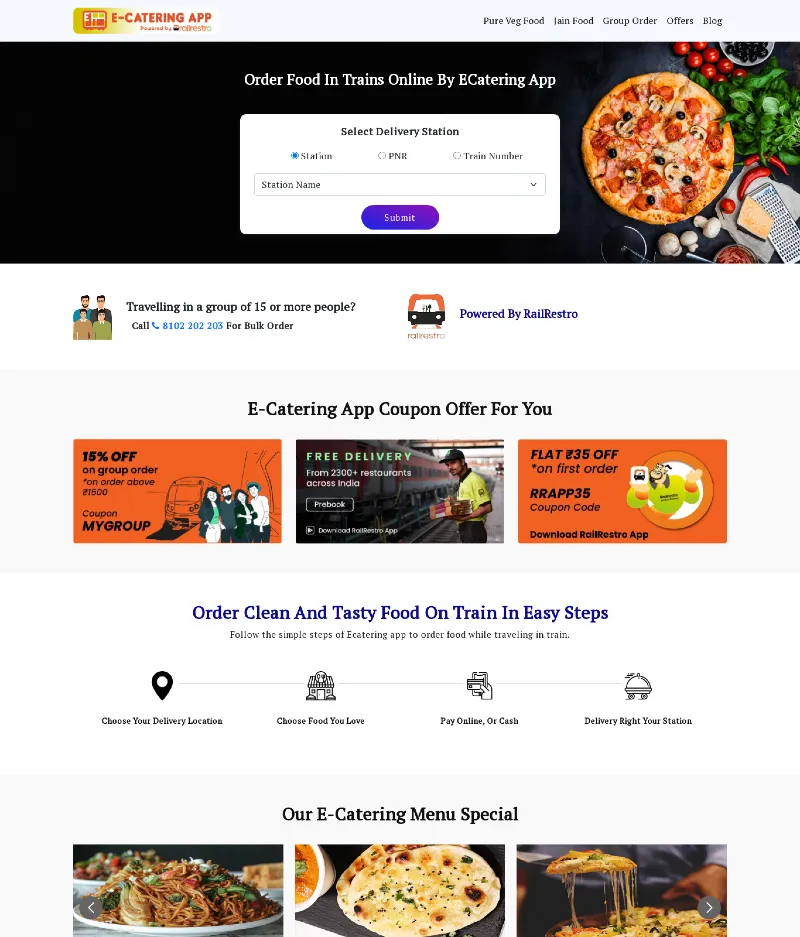 E-CATERING APP
Powered by railrestro
Pure Veg Food
Jain Food
Group Order
Offers
Blog
Order Food In Trains Online By ECatering App
Select Delivery Station
Station
PNR
Train Number
Station Name
Submit
Travelling in a group of 15 or more people?
Call 8102 202 203 For Bulk Order
railrestro
Powered By RailRestro
E-Catering App Coupon Offer For You
15% OFF
on group order
*on order above
₹1500
Coupon
MYGROUP
FREE DELIVERY
From 2300+ restaurants
across India
Prebook
Download RailRestro App
FLAT ₹35 OFF
*on first order
RRAPP35
Coupon Code
Download RailRestro App
Order Clean And Tasty Food On Train In Easy Steps
Follow the simple steps of Ecatering app to order food while traveling in train.
Choose Your Delivery Location
Choose Food You Love
Pay Online, Or Cash
Delivery Right Your Station
Our E-Catering Menu Special